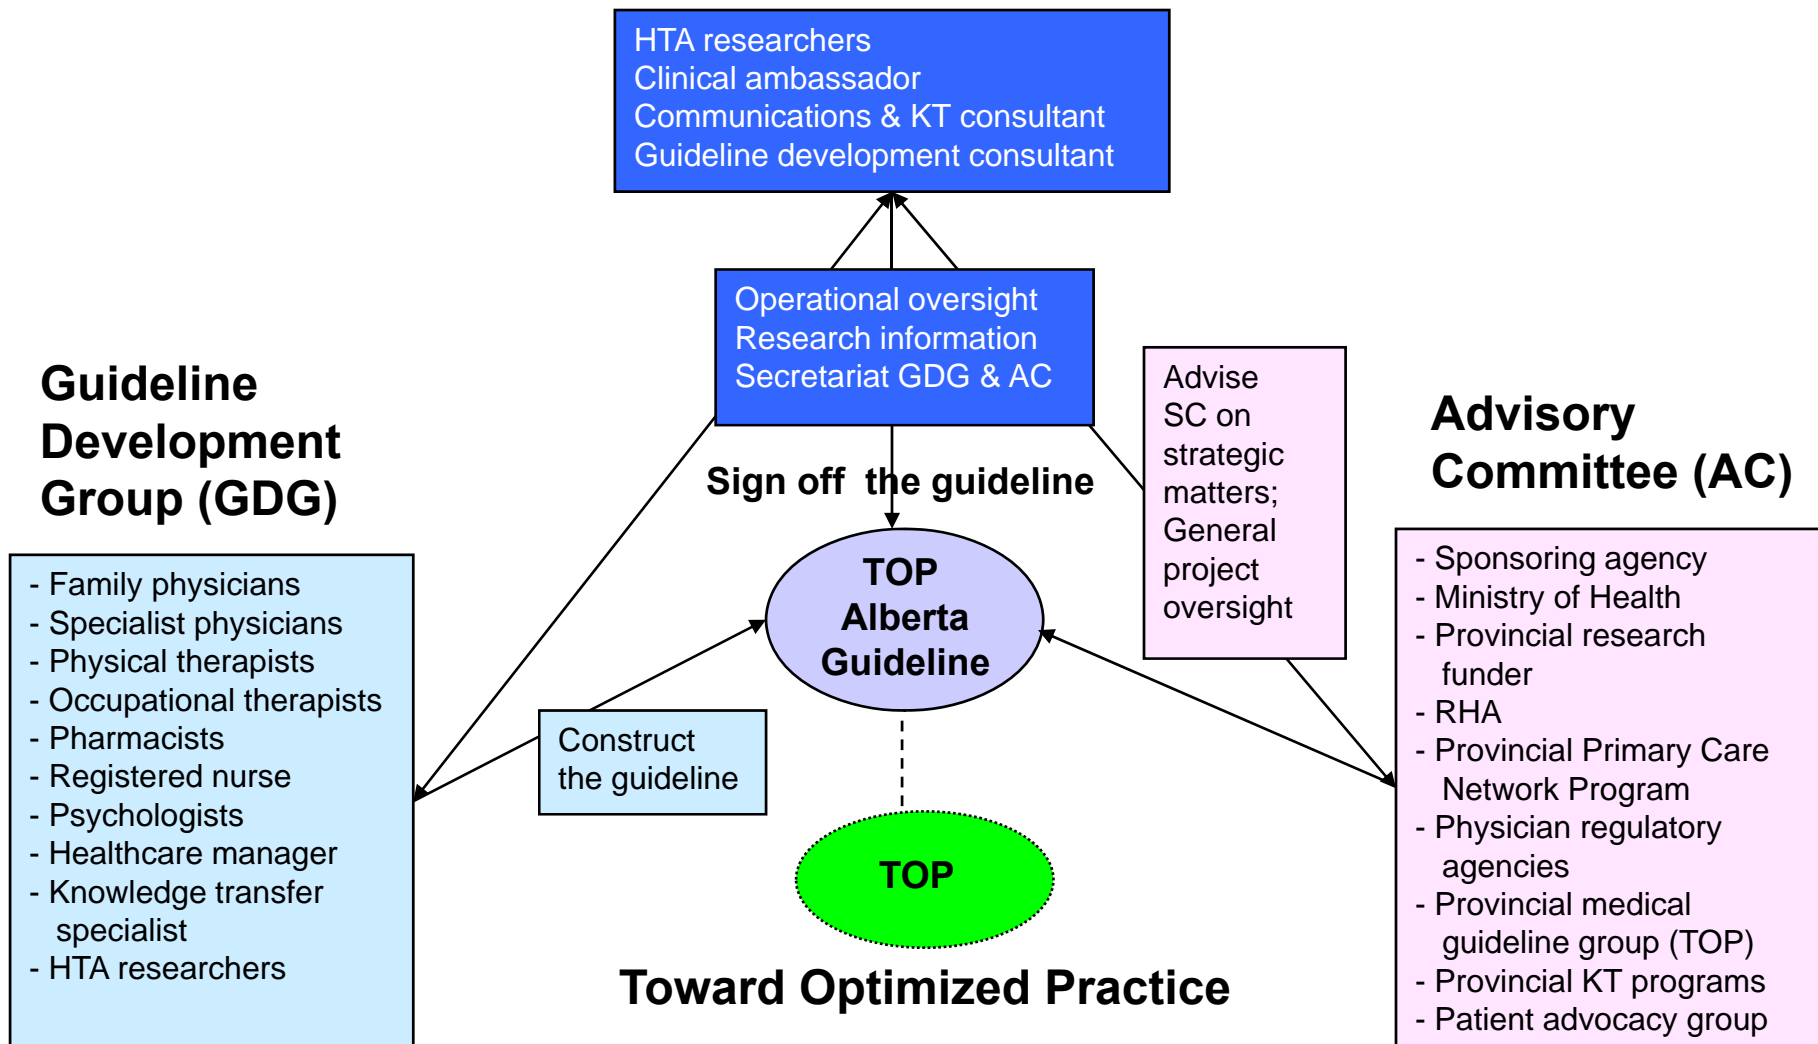 HTA researchers
Clinical ambassador
Communications & KT consultant
Guideline development consultant
Operational oversight
Research information
Secretariat GDG & AC
Guideline
Development
Group (GDG)
- Family physicians
- Specialist physicians
- Physical therapists
- Occupational therapists
- Pharmacists
- Registered nurse
- Psychologists
- Healthcare manager
- Knowledge transfer
specialist
- HTA researchers
Sign off  the guideline
TOP
Alberta
Guideline
Construct
the guideline
TOP
Toward Optimized Practice
Advise
SC on
strategic
matters;
General
project
oversight
Advisory
Committee (AC)
- Sponsoring agency
- Ministry of Health
- Provincial research
funder
- RHA
- Provincial Primary Care
Network Program
- Physician regulatory
agencies
- Provincial medical
guideline group (TOP)
- Provincial KT programs
- Patient advocacy group